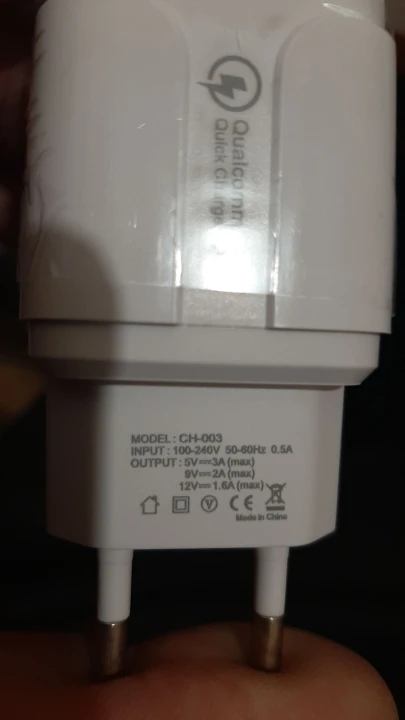 Qualcomm
Quick Charge
MODEL : CH-003
INPUT : 100-240V 50-60Hz 0.5A
OUTPUT : 5V⎓3A (max)
9V⎓2A (max)
12V⎓1.6A (max)
V
CE
Made in China